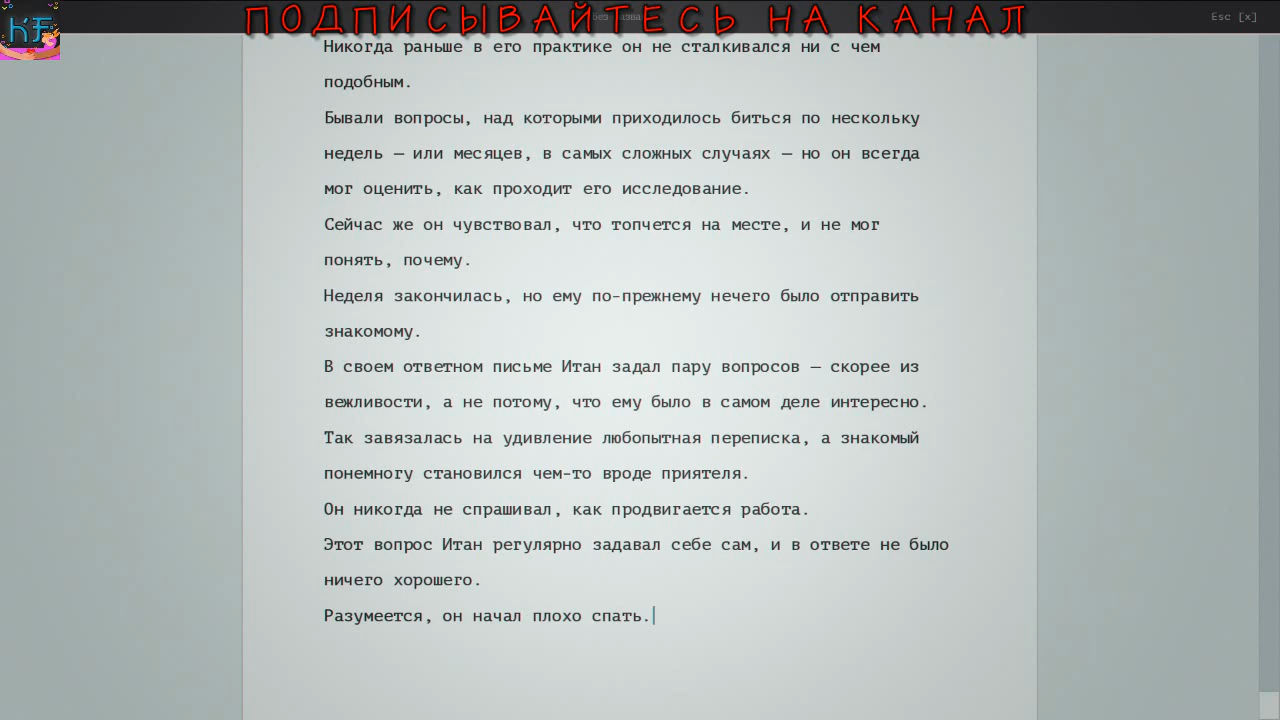 ПОДПИСЫВАЙТЕСЬ НА КАНАЛ
Esc [x]
KF
Никогда раньше в его практике он не сталкивался ни с чем
подобным.
Бывали вопросы, над которыми приходилось биться по нескольку
недель — или месяцев, в самых сложных случаях — но он всегда
мог оценить, как проходит его исследование.
Сейчас же он чувствовал, что топчется на месте, и не мог
понять, почему.
Неделя закончилась, но ему по-прежнему нечего было отправить
знакомому.
В своем ответном письме Итан задал пару вопросов — скорее из
вежливости, а не потому, что ему было в самом деле интересно.
Так завязалась на удивление любопытная переписка, а знакомый
понемногу становился чем-то вроде приятеля.
Он никогда не спрашивал, как продвигается работа.
Этот вопрос Итан регулярно задавал себе сам, и в ответе не было
ничего хорошего.
Разумеется, он начал плохо спать.